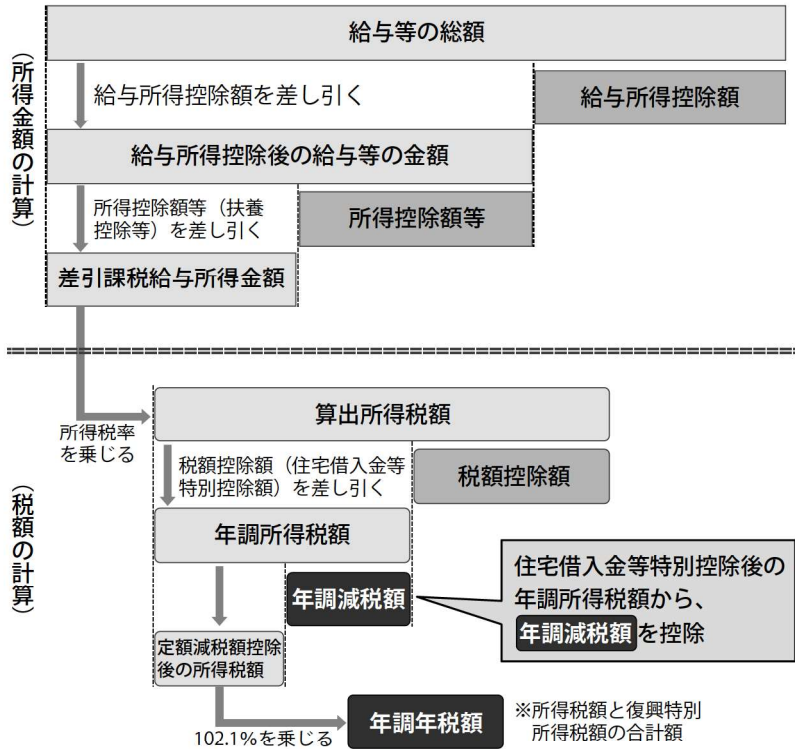 (所得金額の計算)
給与等の総額
給与所得控除額を差し引く
給与所得控除額
給与所得控除後の給与等の金額
所得控除額等（扶養
控除等）を差し引く
所得控除額等
差引課税給与所得金額
所得税率
を乗じる
(税額の計算)
算出所得税額
税額控除額（住宅借入金等
特別控除額）を差し引く
税額控除額
年調所得税額
年調減税額
住宅借入金等特別控除後の
年調所得税額から、
年調減税額を控除
定額減税額控除
後の所得税額
102.1%を乗じる
年調年税額
※所得税額と復興特別
所得税額の合計額